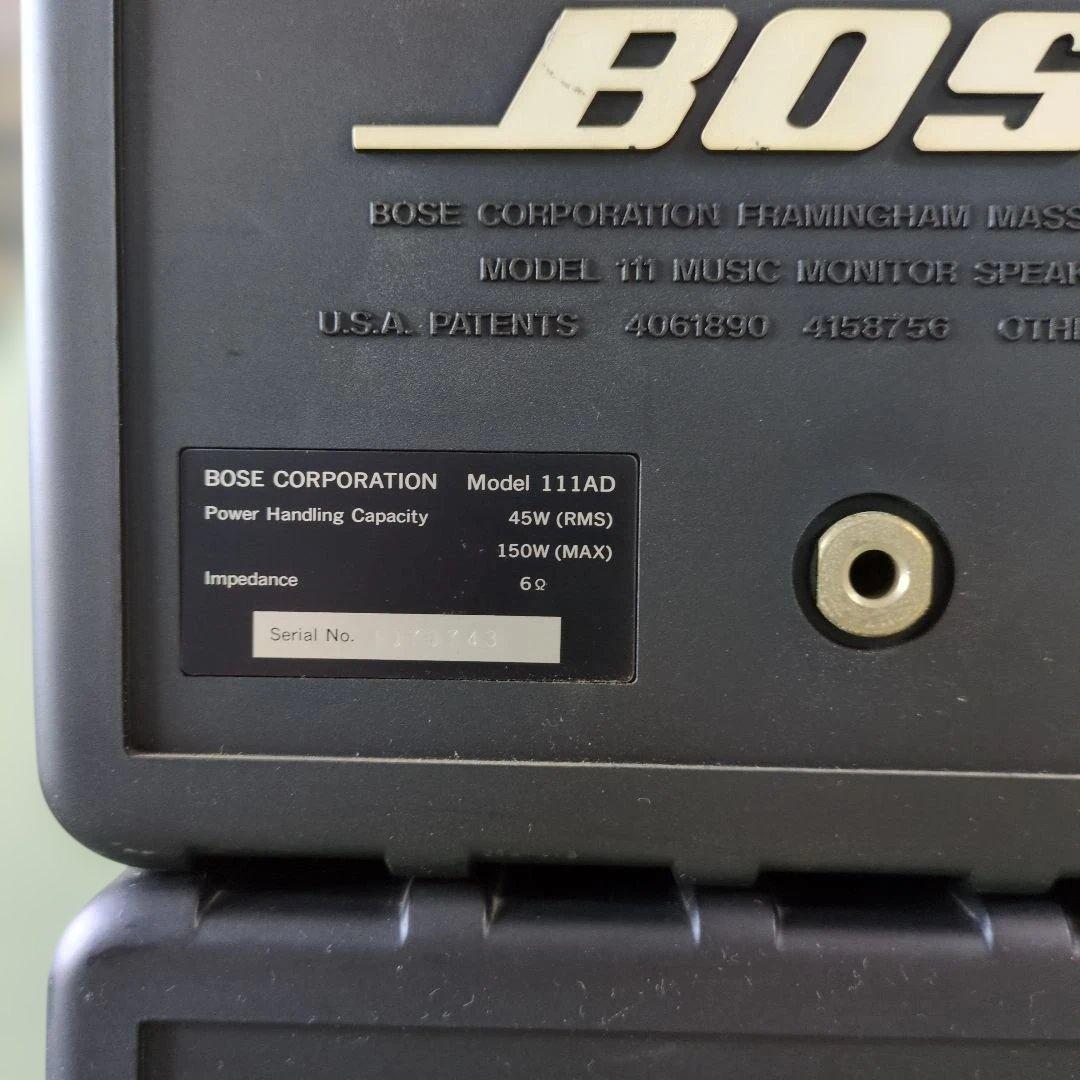 BOS
BOSE CORPORATION FRAMINGHAM MASS
MODEL 111 MUSIC MONITOR SPEAK
U.S.A. PATENTS 4061890 4158756 OTHE
BOSE CORPORATION Model 111AD
Power Handling Capacity 45W (RMS)
150W (MAX)
Impedance 6Ω
Serial No.